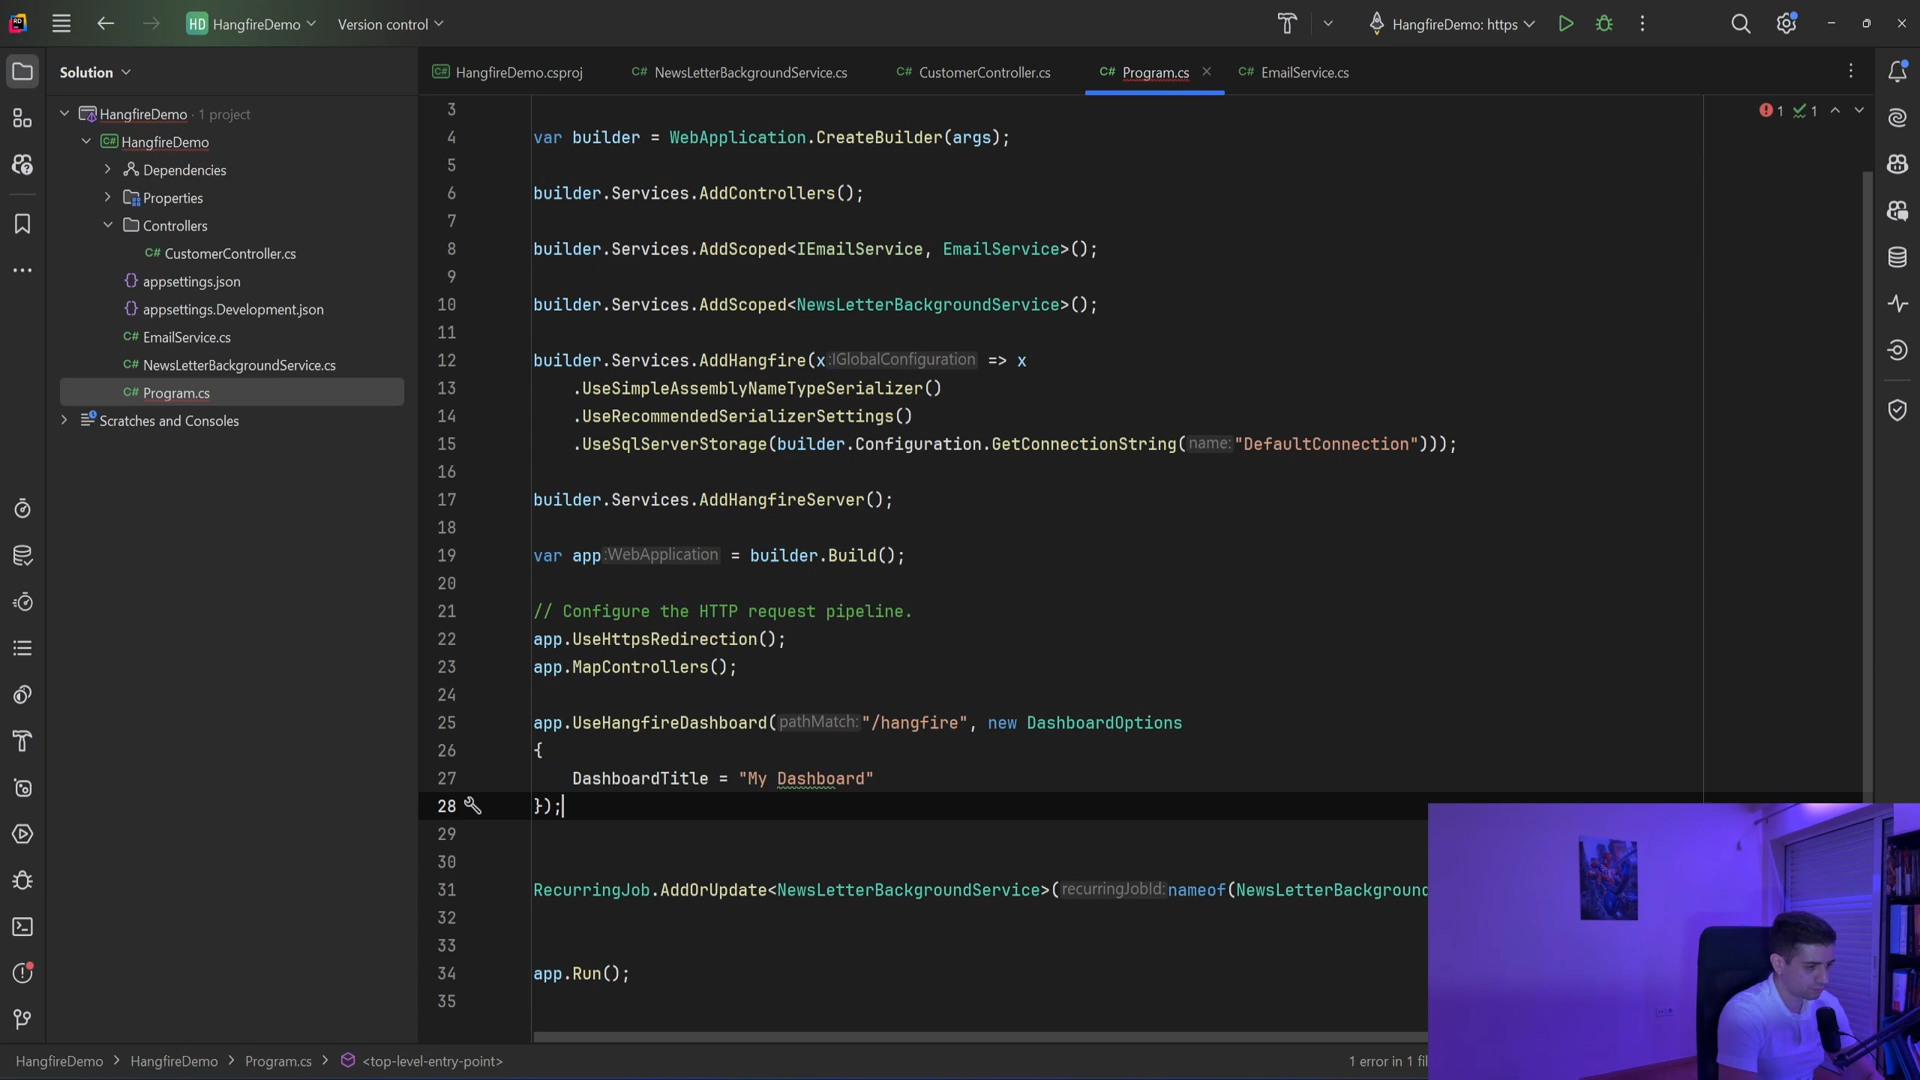 HD HangfireDemo
Version control
HangfireDemo: https
Solution
HangfireDemo.csproj
NewsLetterBackgroundService.cs
CustomerController.cs
Program.cs
EmailService.cs
HangfireDemo · 1 project
HangfireDemo
Dependencies
Properties
Controllers
C# CustomerController.cs
{} appsettings.json
{} appsettings.Development.json
C# EmailService.cs
C# NewsLetterBackgroundService.cs
C# Program.cs
Scratches and Consoles
1 1
3
4 var builder = WebApplication.CreateBuilder(args);
5
6 builder.Services.AddControllers();
7
8 builder.Services.AddScoped<IEmailService, EmailService>();
9
10 builder.Services.AddScoped<NewsLetterBackgroundService>();
11
12 builder.Services.AddHangfire(x :IGlobalConfiguration => x
13 .UseSimpleAssemblyNameTypeSerializer()
14 .UseRecommendedSerializerSettings()
15 .UseSqlServerStorage(builder.Configuration.GetConnectionString( name: "DefaultConnection")));
16
17 builder.Services.AddHangfireServer();
18
19 var app :WebApplication = builder.Build();
20
21 // Configure the HTTP request pipeline.
22 app.UseHttpsRedirection();
23 app.MapControllers();
24
25 app.UseHangfireDashboard( pathMatch: "/hangfire", new DashboardOptions
26 {
27 DashboardTitle = "My Dashboard"
28 });
29
30
31 RecurringJob.AddOrUpdate<NewsLetterBackgroundService>( recurringJobId: nameof(NewsLetterBackground
32
33
34 app.Run();
35
HangfireDemo > HangfireDemo > Program.cs > <top-level-entry-point>
1 error in 1 fil